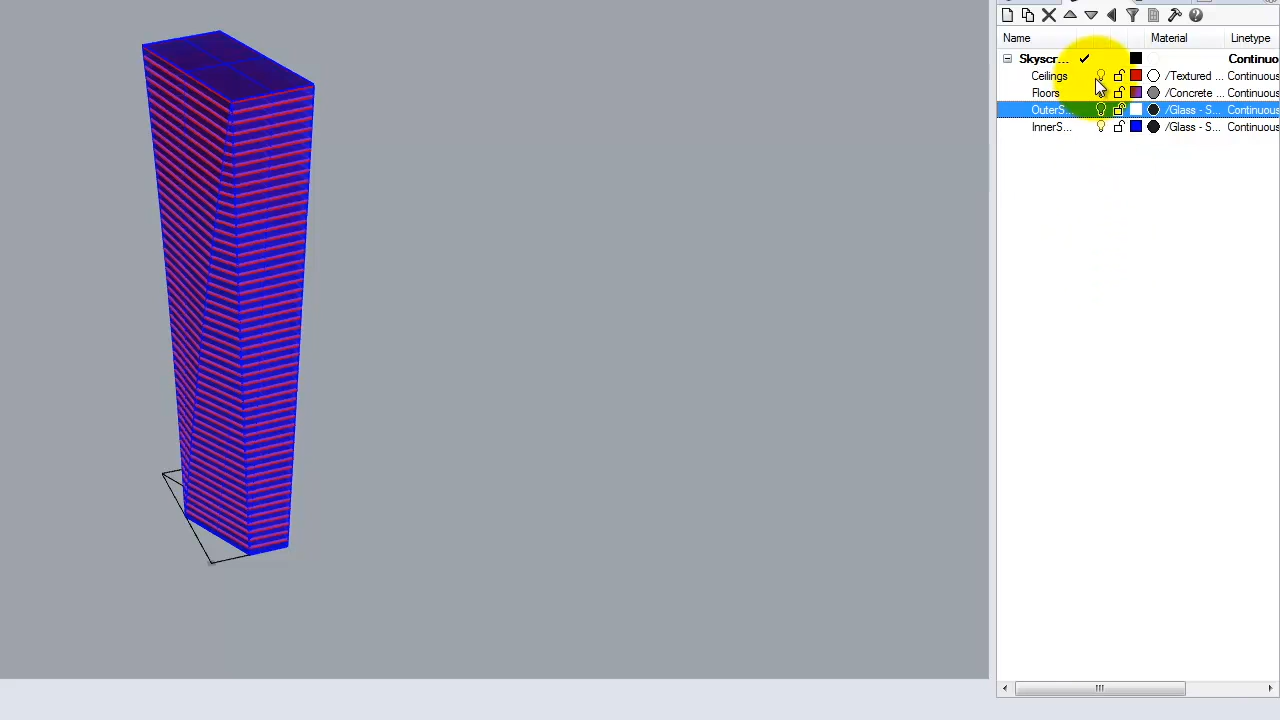 Name Material Linetype
Skyscr... Continuo
Ceilings /Textured ... Continuous
Floors /Concrete ... Continuous
OuterS... /Glass - S... Continuous
InnerS... /Glass - S... Continuous